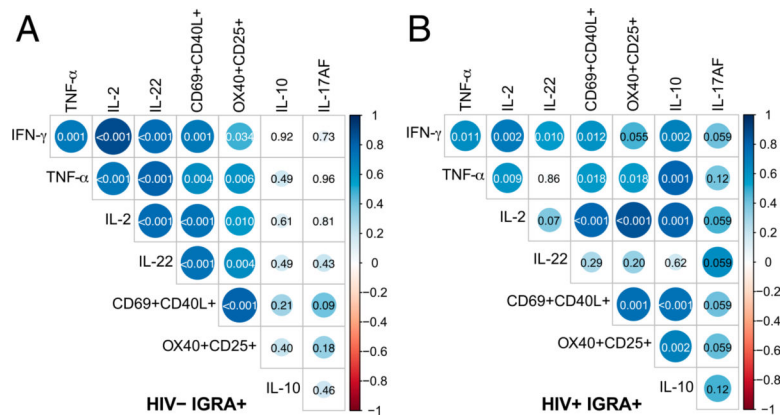 A
TNF-α IL-2 IL-22 CD69+CD40L+ OX40+CD25+ IL-10 IL-17AF
IFN-γ 0.001 <0.001 <0.001 0.001 0.034 0.92 0.73
TNF-α <0.001 <0.001 0.004 0.006 0.49 0.96
IL-2 <0.001 <0.001 0.010 0.61 0.81
IL-22 <0.001 0.004 0.49 0.43
CD69+CD40L+ <0.001 0.21 0.09
OX40+CD25+ 0.40 0.18
IL-10 0.46
HIV− IGRA+
1
0.8
0.6
0.4
0.2
0
0.2
0.4
0.6
0.8
−1
B
TNF-α IL-2 IL-22 CD69+CD40L+ OX40+CD25+ IL-10 IL-17AF
IFN-γ 0.011 0.002 0.010 0.012 0.055 0.002 0.059
TNF-α 0.009 0.86 0.018 0.018 0.001 0.12
IL-2 0.07 <0.001 <0.001 0.001 0.059
IL-22 0.29 0.20 0.62 0.059
CD69+CD40L+ 0.001 <0.001 0.059
OX40+CD25+ 0.002 0.059
IL-10 0.12
HIV+ IGRA+
1
0.8
0.6
0.4
0.2
0
0.2
0.4
0.6
0.8
−1